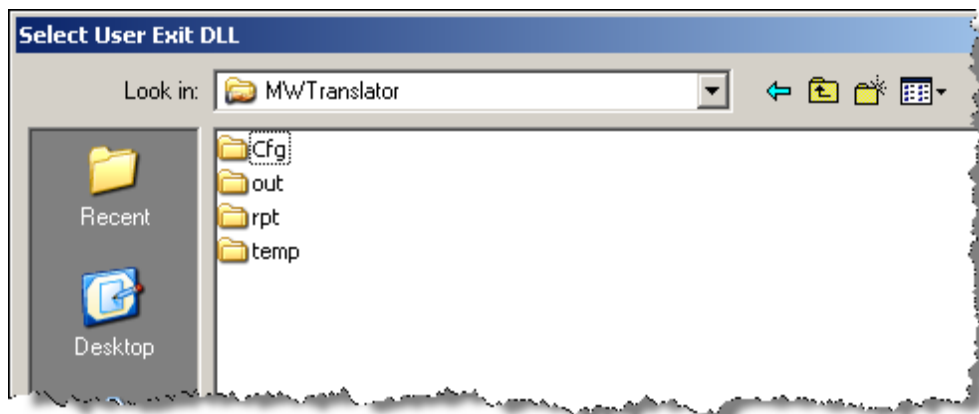 Select User Exit DLL
Look in: MWTranslator
Cfg
out
rpt
temp
Recent
Desktop